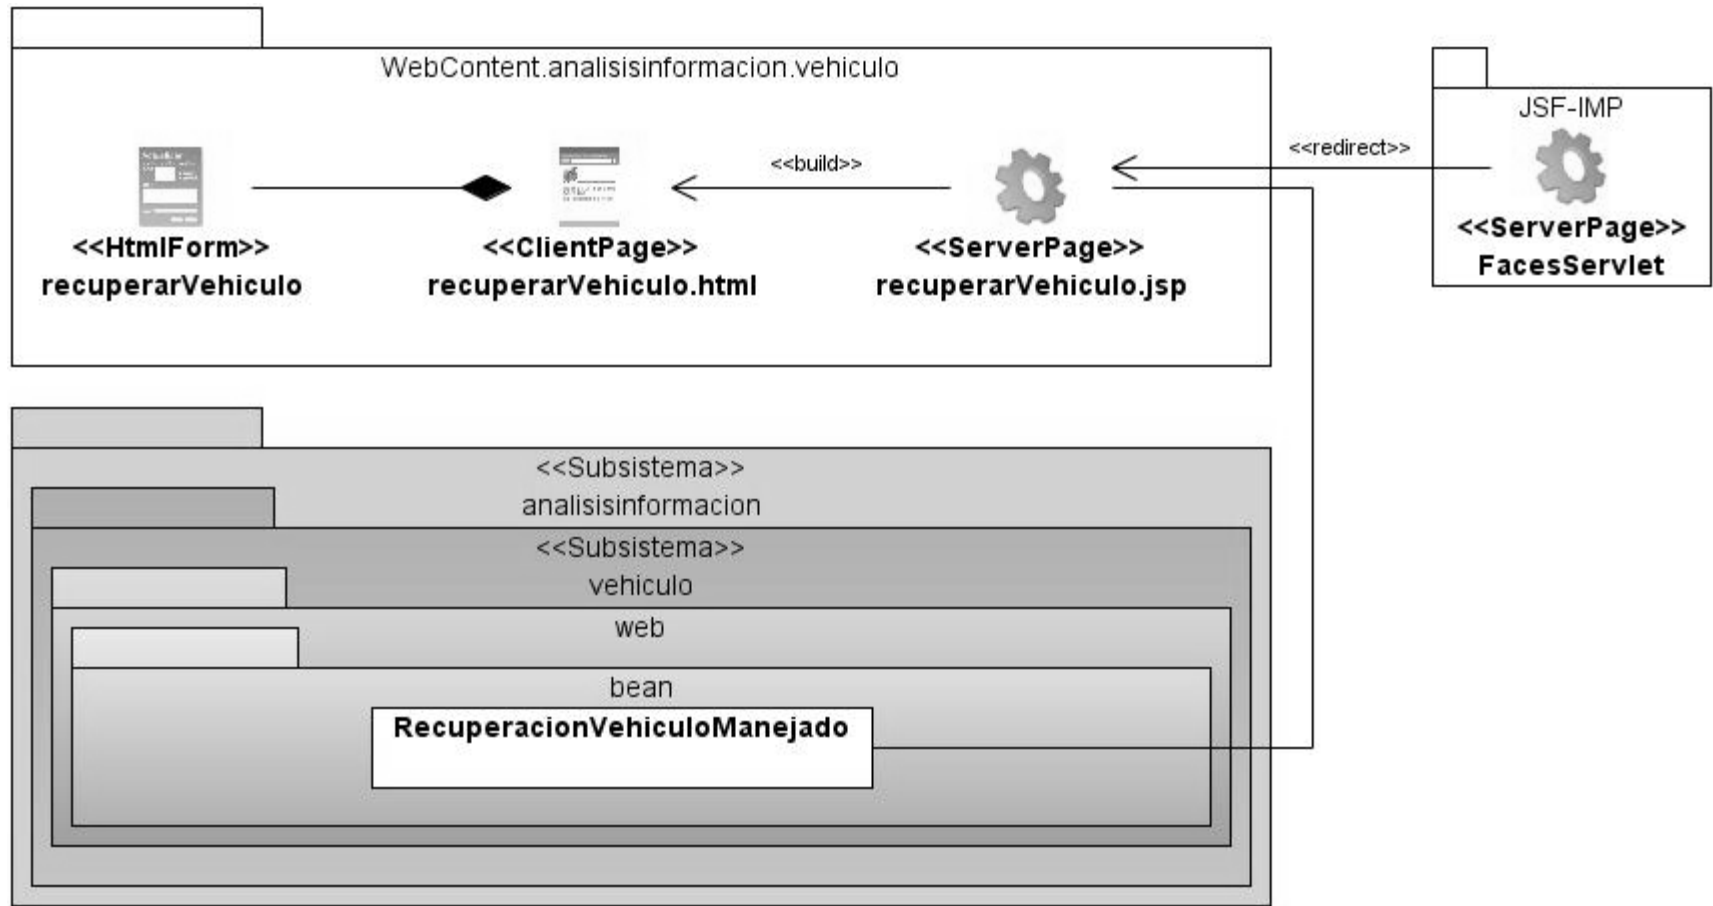 WebContent.analisisinformacion.vehiculo
JSF-IMP
<<build>>
<<redirect>>
<<HtmlForm>>
recuperarVehiculo
<<ClientPage>>
recuperarVehiculo.html
<<ServerPage>>
recuperarVehiculo.jsp
<<ServerPage>>
FacesServlet
<<Subsistema>>
analisisinformacion
<<Subsistema>>
vehiculo
web
bean
RecuperacionVehiculoManejado